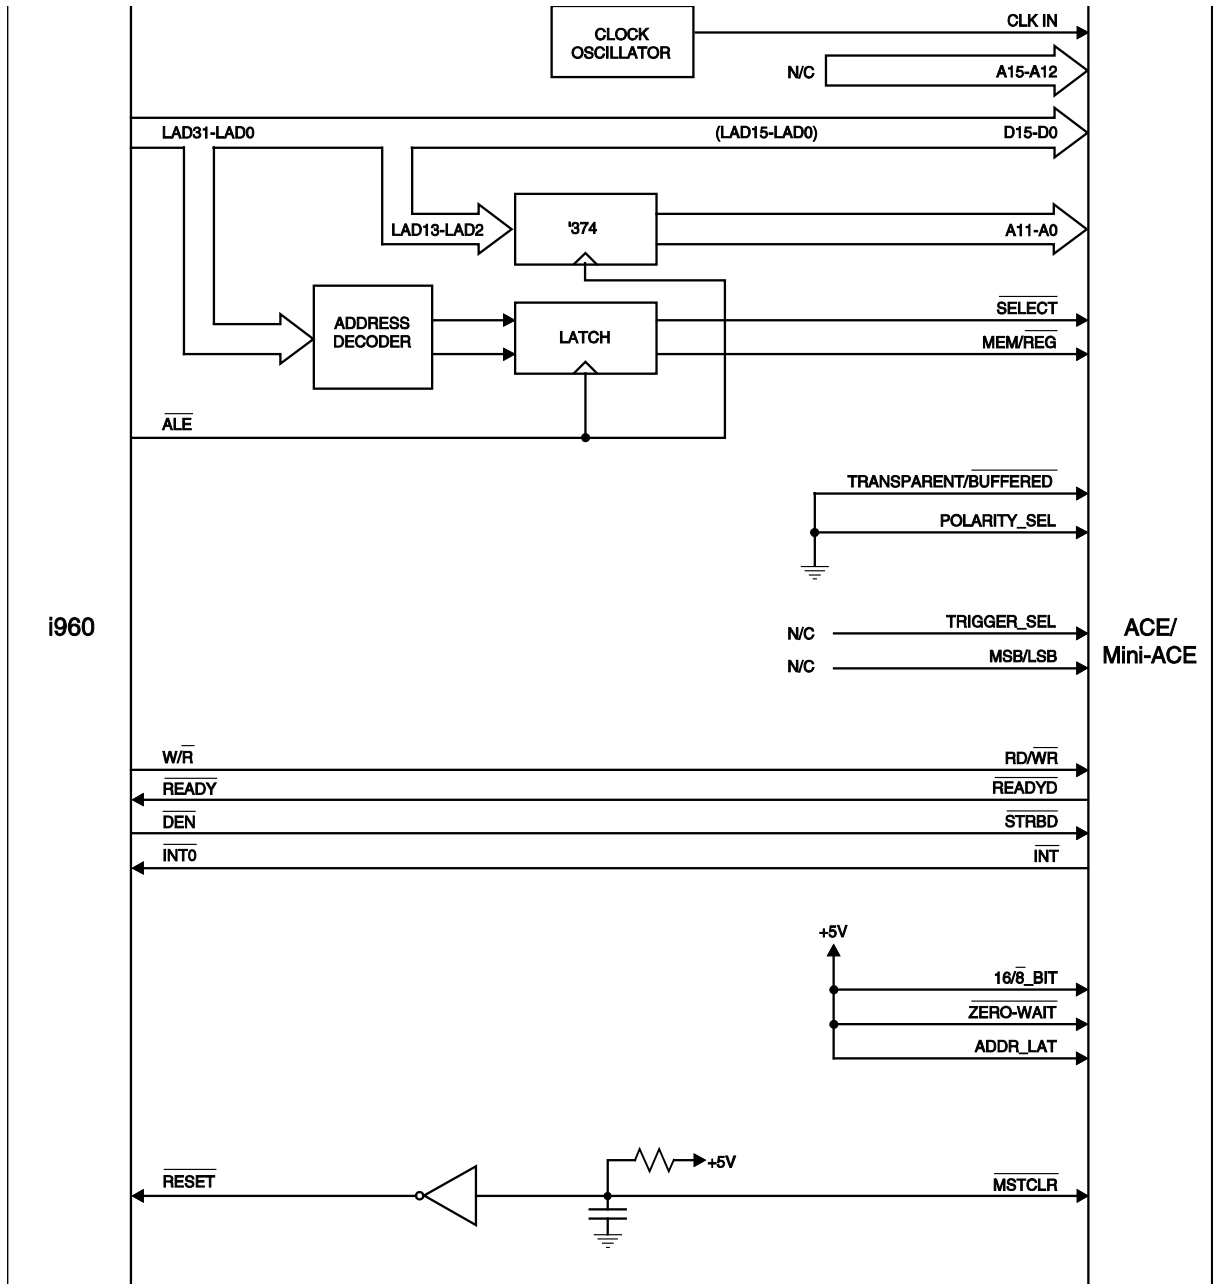 CLOCK
OSCILLATOR
CLK IN
N/C
A15-A12
LAD31-LAD0
(LAD15-LAD0)
D15-D0
LAD13-LAD2
'374
A11-A0
ADDRESS
DECODER
LATCH
SELECT
MEM/REG
ALE
TRANSPARENT/BUFFERED
POLARITY_SEL
i960
N/C
TRIGGER_SEL
N/C
MSB/LSB
ACE/
Mini-ACE
W/R
RD/WR
READY
READYD
DEN
STRBD
INT0
INT
+5V
16/8_BIT
ZERO-WAIT
ADDR_LAT
+5V
RESET
MSTCLR